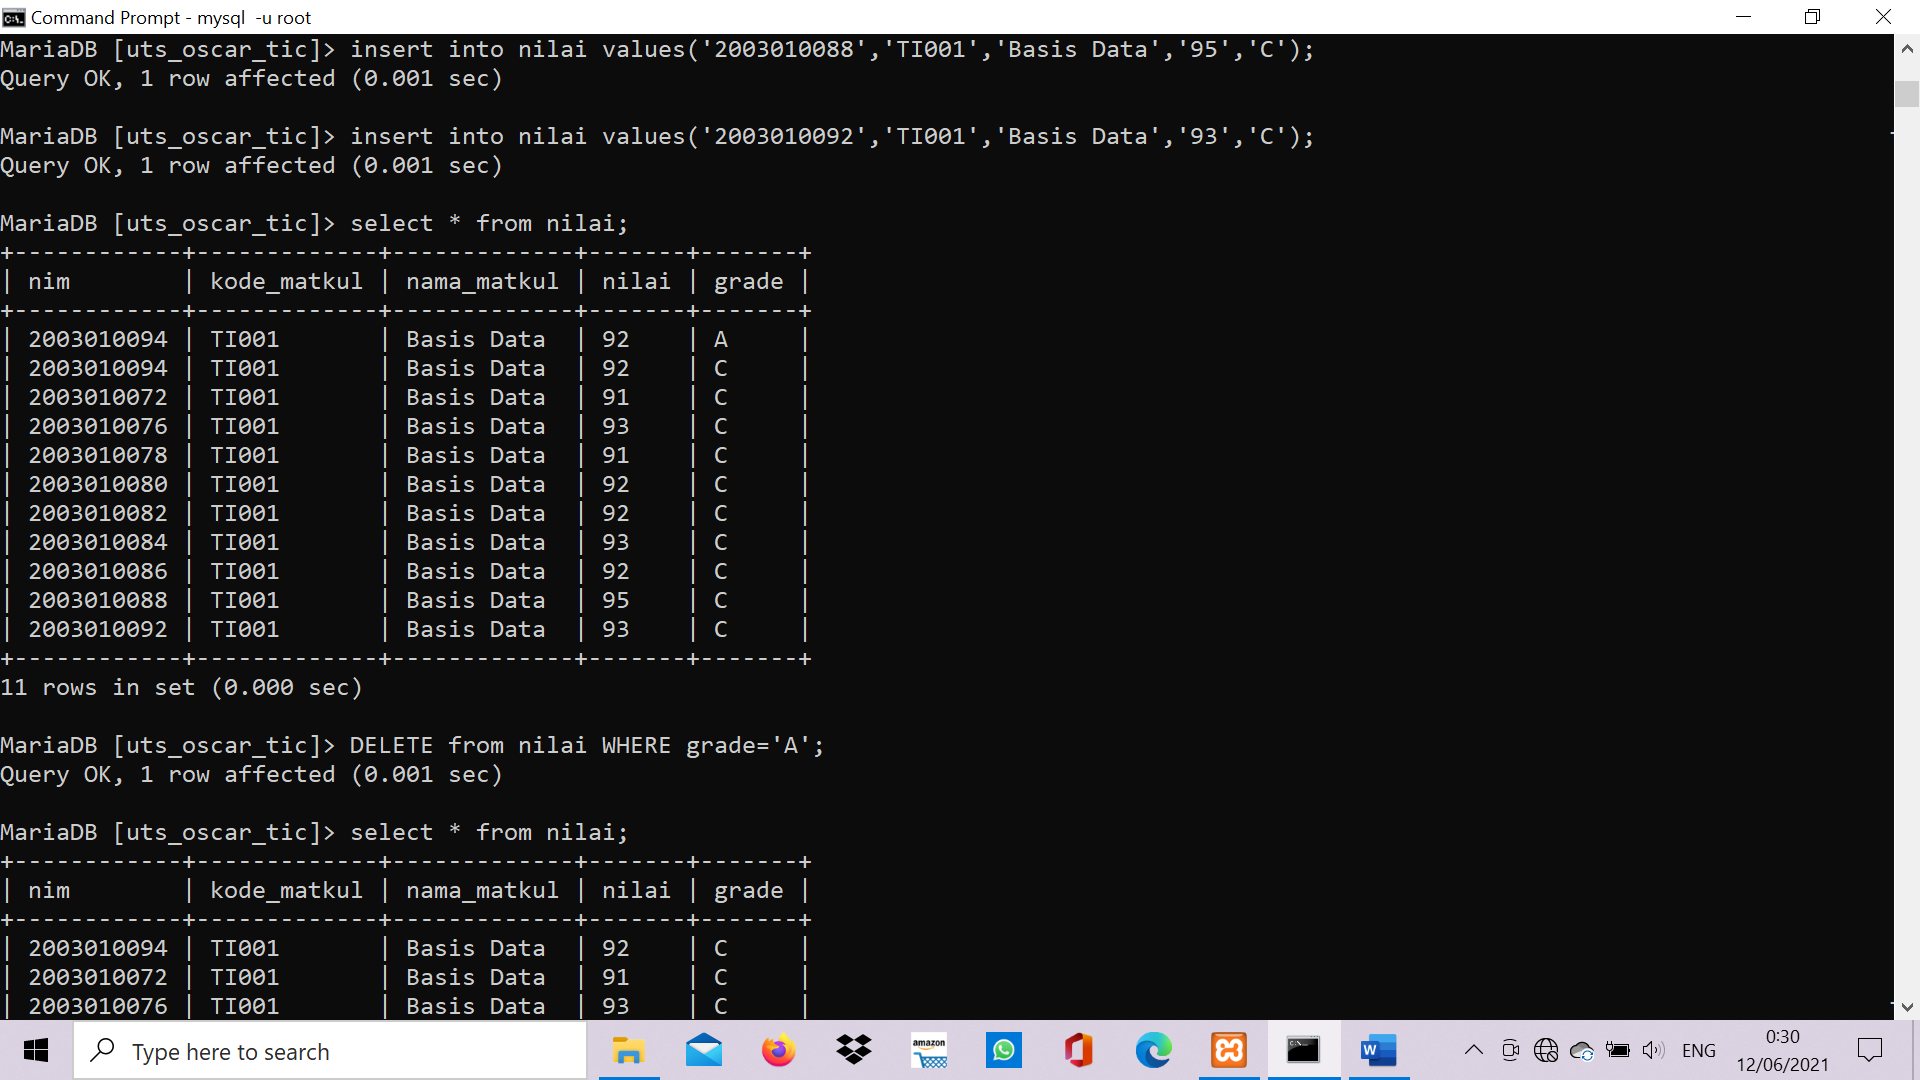 Command Prompt - mysql  -u root
MariaDB [uts_oscar_tic]> insert into nilai values('2003010088','TI001','Basis Data','95','C');
Query OK, 1 row affected (0.001 sec)
MariaDB [uts_oscar_tic]> insert into nilai values('2003010092','TI001','Basis Data','93','C');
Query OK, 1 row affected (0.001 sec)
MariaDB [uts_oscar_tic]> select * from nilai;
+------------+-------------+-------------+-------+-------+
| nim        | kode_matkul | nama_matkul | nilai | grade |
+------------+-------------+-------------+-------+-------+
| 2003010094 | TI001       | Basis Data  | 92    | A     |
| 2003010094 | TI001       | Basis Data  | 92    | C     |
| 2003010072 | TI001       | Basis Data  | 91    | C     |
| 2003010076 | TI001       | Basis Data  | 93    | C     |
| 2003010078 | TI001       | Basis Data  | 91    | C     |
| 2003010080 | TI001       | Basis Data  | 92    | C     |
| 2003010082 | TI001       | Basis Data  | 92    | C     |
| 2003010084 | TI001       | Basis Data  | 93    | C     |
| 2003010086 | TI001       | Basis Data  | 92    | C     |
| 2003010088 | TI001       | Basis Data  | 95    | C     |
| 2003010092 | TI001       | Basis Data  | 93    | C     |
+------------+-------------+-------------+-------+-------+
11 rows in set (0.000 sec)
MariaDB [uts_oscar_tic]> DELETE from nilai WHERE grade='A';
Query OK, 1 row affected (0.001 sec)
MariaDB [uts_oscar_tic]> select * from nilai;
+------------+-------------+-------------+-------+-------+
| nim        | kode_matkul | nama_matkul | nilai | grade |
+------------+-------------+-------------+-------+-------+
| 2003010094 | TI001       | Basis Data  | 92    | C     |
| 2003010072 | TI001       | Basis Data  | 91    | C     |
| 2003010076 | TI001       | Basis Data  | 93    | C     |
Type here to search
amazon
W
ENG
0:30
12/06/2021